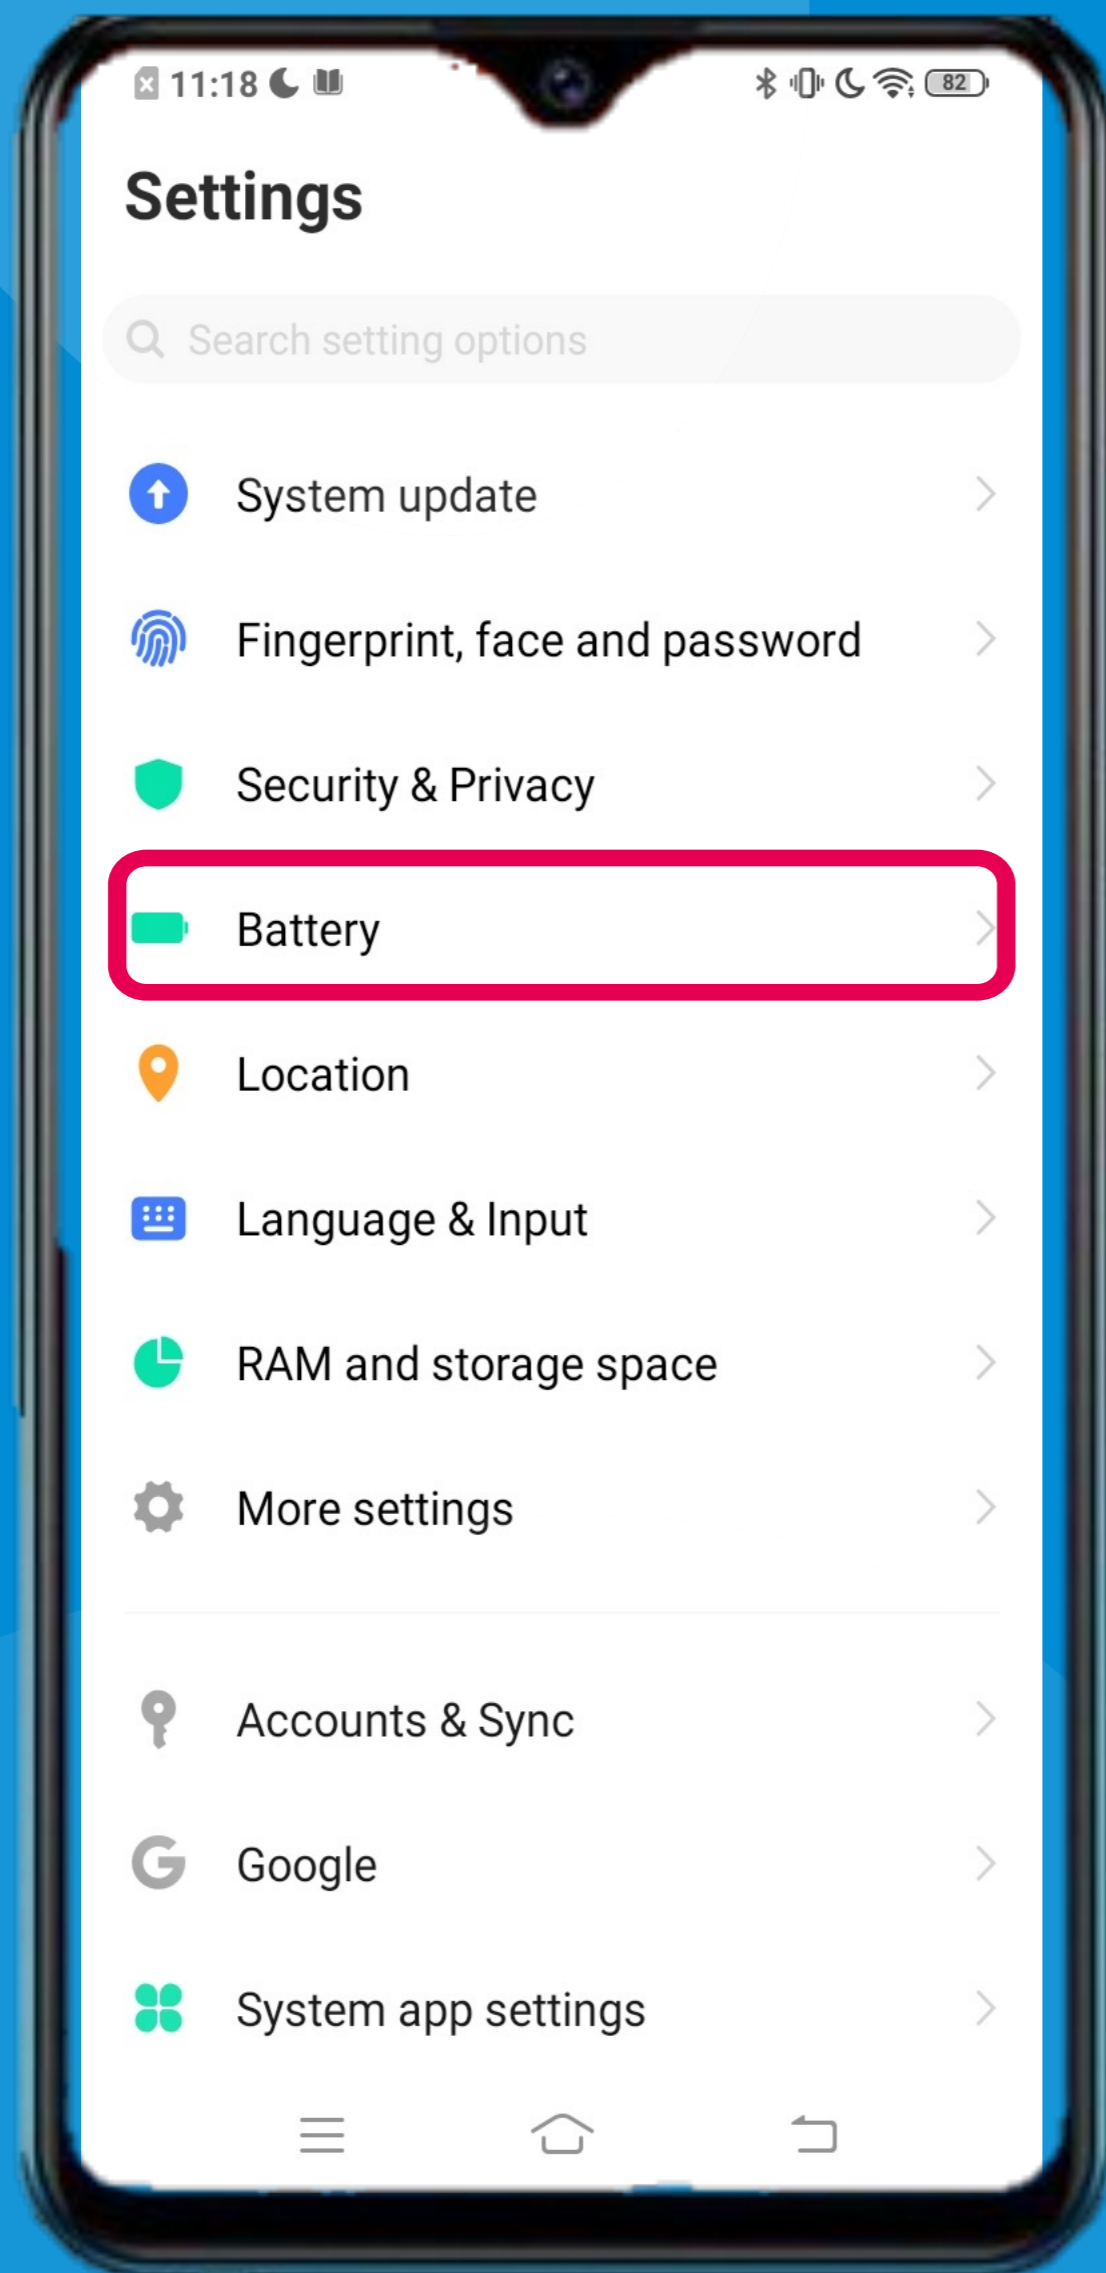 11:18
82
Settings
Search setting options
System update
Fingerprint, face and password
Security & Privacy
Battery
Location
Language & Input
RAM and storage space
More settings
Accounts & Sync
Google
System app settings